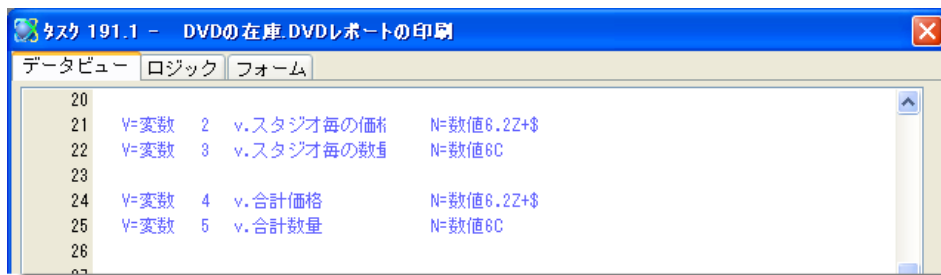 タスク 191.1 - DVDの在庫.DVDレポートの印刷
データビュー ロジック フォーム
20
21 V=変数 2 v.スタジオ毎の価格 N=数値6.2Z+$
22 V=変数 3 v.スタジオ毎の数量 N=数値6C
23
24 V=変数 4 v.合計価格 N=数値6.2Z+$
25 V=変数 5 v.合計数量 N=数値6C
26
27